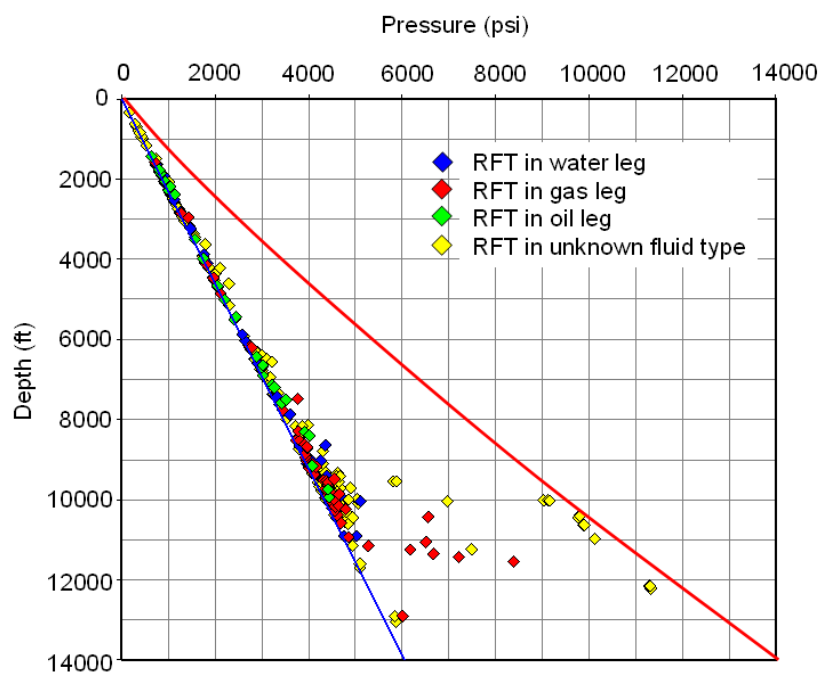 Pressure (psi)
0 2000 4000 6000 8000 10000 12000 14000
0
2000
4000
6000
8000
10000
12000
14000
Depth (ft)
RFT in water leg
RFT in gas leg
RFT in oil leg
RFT in unknown fluid type